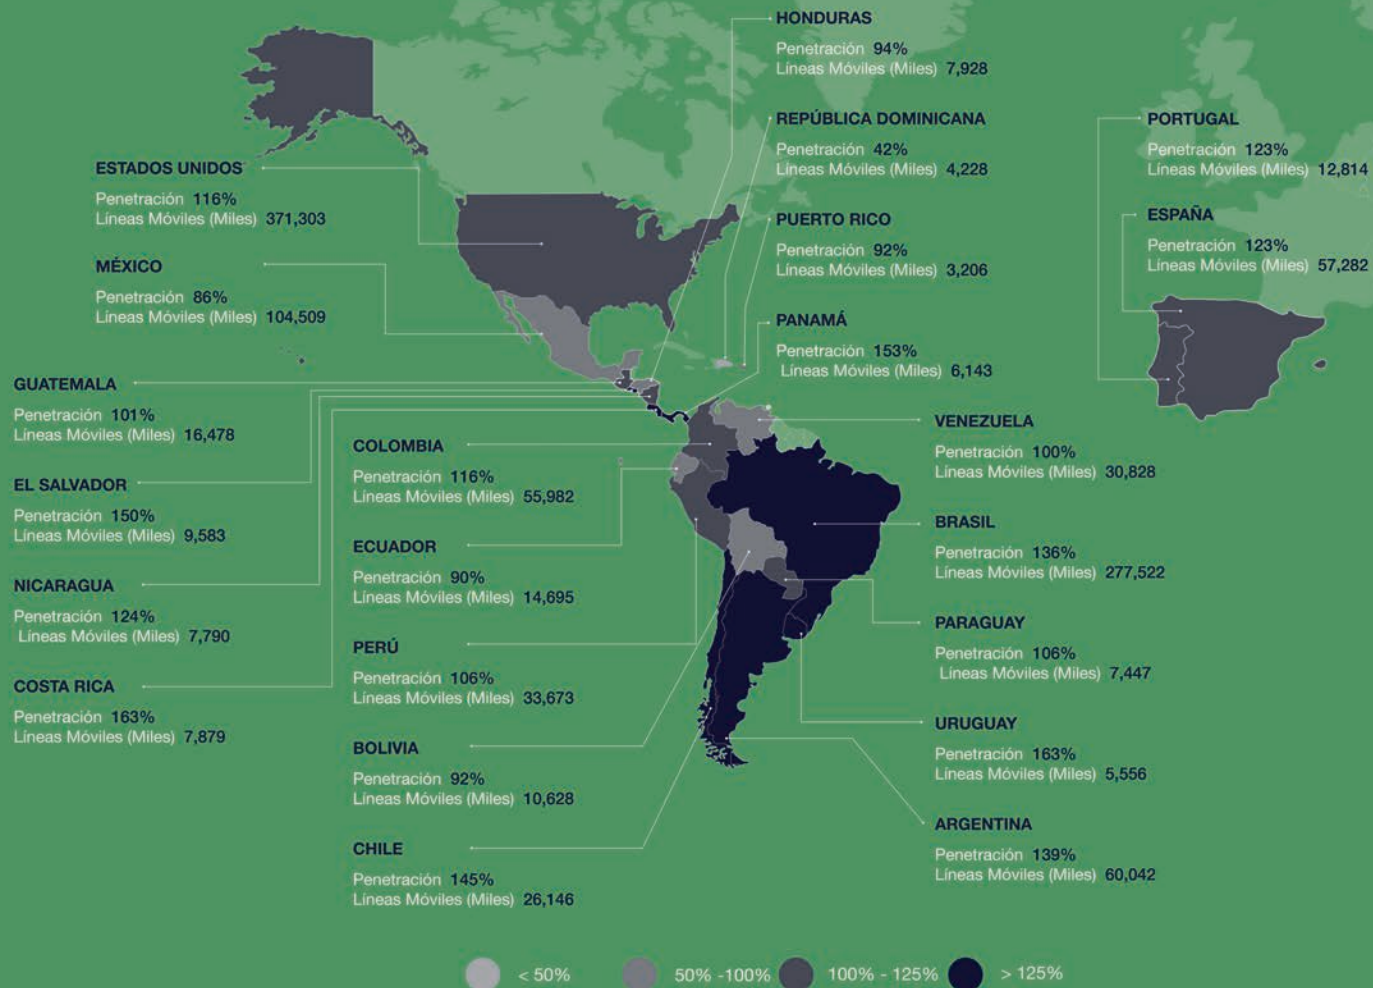 HONDURAS
Penetración 94%
Líneas Móviles (Miles) 7,928
REPÚBLICA DOMINICANA
Penetración 42%
Líneas Móviles (Miles) 4,228
PORTUGAL
Penetración 123%
Líneas Móviles (Miles) 12,814
ESTADOS UNIDOS
Penetración 116%
Líneas Móviles (Miles) 371,303
PUERTO RICO
Penetración 92%
Líneas Móviles (Miles) 3,206
ESPAÑA
Penetración 123%
Líneas Móviles (Miles) 57,282
MÉXICO
Penetración 86%
Líneas Móviles (Miles) 104,509
PANAMÁ
Penetración 153%
Líneas Móviles (Miles) 6,143
GUATEMALA
Penetración 101%
Líneas Móviles (Miles) 16,478
EL SALVADOR
Penetración 150%
Líneas Móviles (Miles) 9,583
NICARAGUA
Penetración 124%
Líneas Móviles (Miles) 7,790
COSTA RICA
Penetración 163%
Líneas Móviles (Miles) 7,879
COLOMBIA
Penetración 116%
Líneas Móviles (Miles) 55,982
ECUADOR
Penetración 90%
Líneas Móviles (Miles) 14,695
PERÚ
Penetración 106%
Líneas Móviles (Miles) 33,673
BOLIVIA
Penetración 92%
Líneas Móviles (Miles) 10,628
CHILE
Penetración 145%
Líneas Móviles (Miles) 26,146
VENEZUELA
Penetración 100%
Líneas Móviles (Miles) 30,828
BRASIL
Penetración 136%
Líneas Móviles (Miles) 277,522
PARAGUAY
Penetración 106%
Líneas Móviles (Miles) 7,447
URUGUAY
Penetración 163%
Líneas Móviles (Miles) 5,556
ARGENTINA
Penetración 139%
Líneas Móviles (Miles) 60,042
< 50%
50% -100%
100% - 125%
> 125%